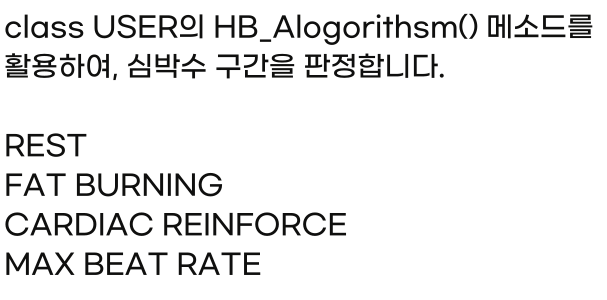 class USER의 HB_Alogorithsm() 메소드를
활용하여, 심박수 구간을 판정합니다.
REST
FAT BURNING
CARDIAC REINFORCE
MAX BEAT RATE